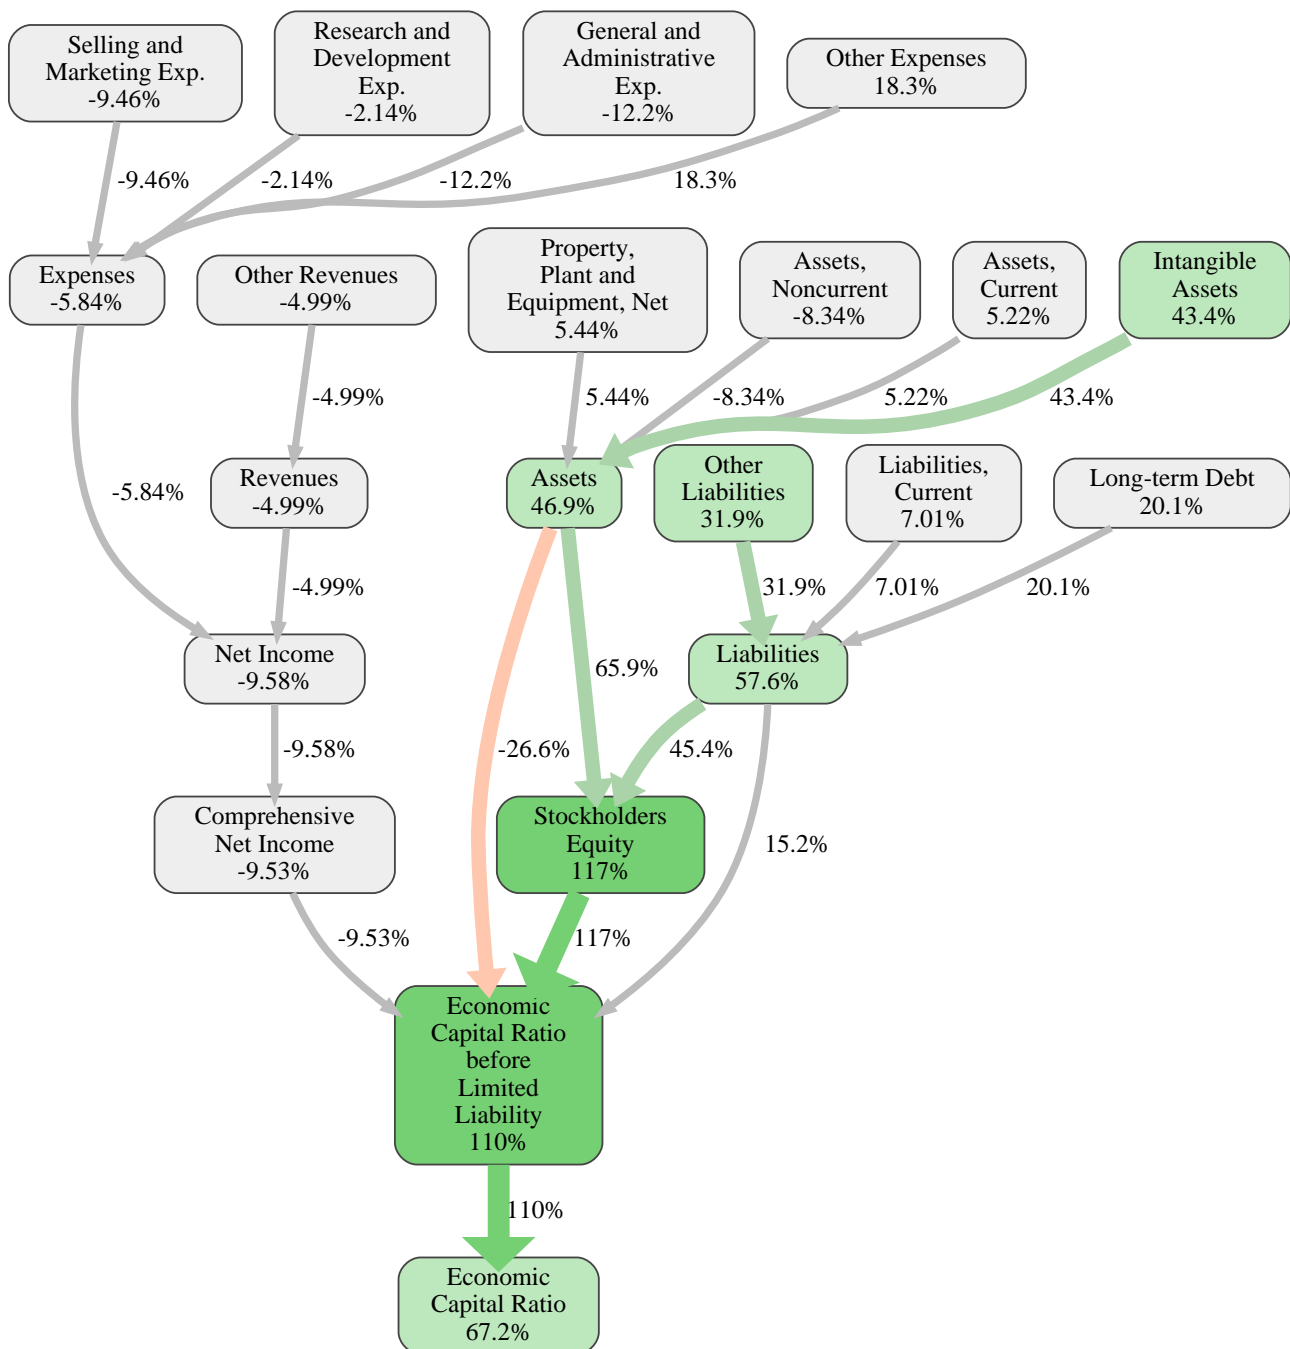 Selling and
Marketing Exp.
-9.46%
Research and
Development
Exp.
-2.14%
General and
Administrative
Exp.
-12.2%
Other Expenses
18.3%
-9.46%
-2.14%
-12.2%
18.3%
Expenses
-5.84%
Other Revenues
-4.99%
Property,
Plant and
Equipment, Net
5.44%
Assets,
Noncurrent
-8.34%
Assets,
Current
5.22%
Intangible
Assets
43.4%
-4.99%
5.44%
-8.34%
5.22%
43.4%
-5.84%
Revenues
-4.99%
Assets
46.9%
Other
Liabilities
31.9%
Liabilities,
Current
7.01%
Long-term Debt
20.1%
-4.99%
31.9%
7.01%
20.1%
Net Income
-9.58%
65.9%
Liabilities
57.6%
-9.58%
-26.6%
45.4%
Comprehensive
Net Income
-9.53%
Stockholders
Equity
117%
15.2%
-9.53%
117%
Economic
Capital Ratio
before
Limited
Liability
110%
110%
Economic
Capital Ratio
67.2%